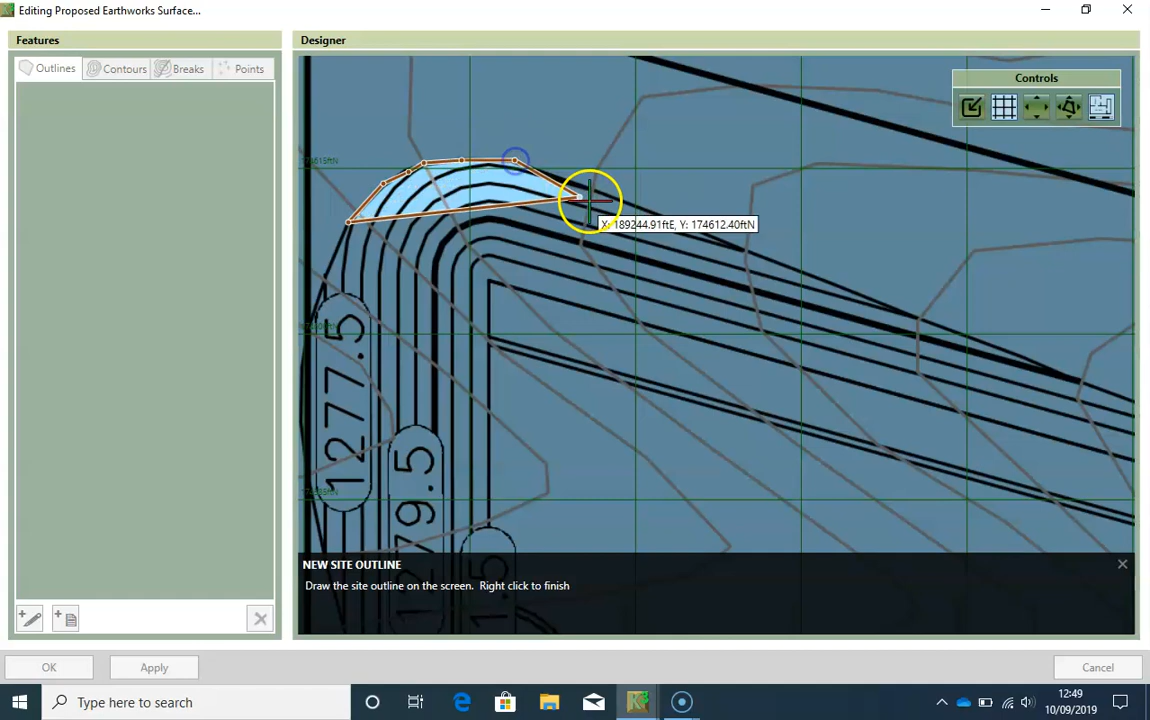 Editing Proposed Earthworks Surface...
Features
Outlines
Contours
Breaks
Points
Designer
Controls
174615ftN
X: 189244.91ftE, Y: 174612.40ftN
1277.5
1279.5
NEW SITE OUTLINE
Draw the site outline on the screen. Right click to finish
OK
Apply
Cancel
Type here to search
12:49
10/09/2019